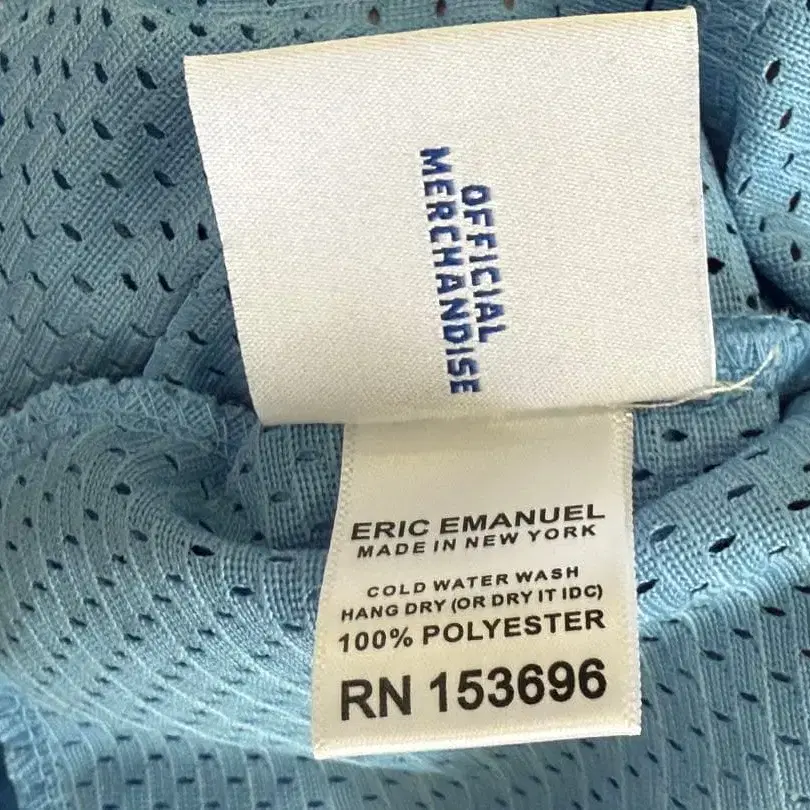 OFFICIAL
MERCHANDISE
ERIC EMANUEL
MADE IN NEW YORK
COLD WATER WASH
HANG DRY (OR DRY IT IDC)
100% POLYESTER
RN 153696